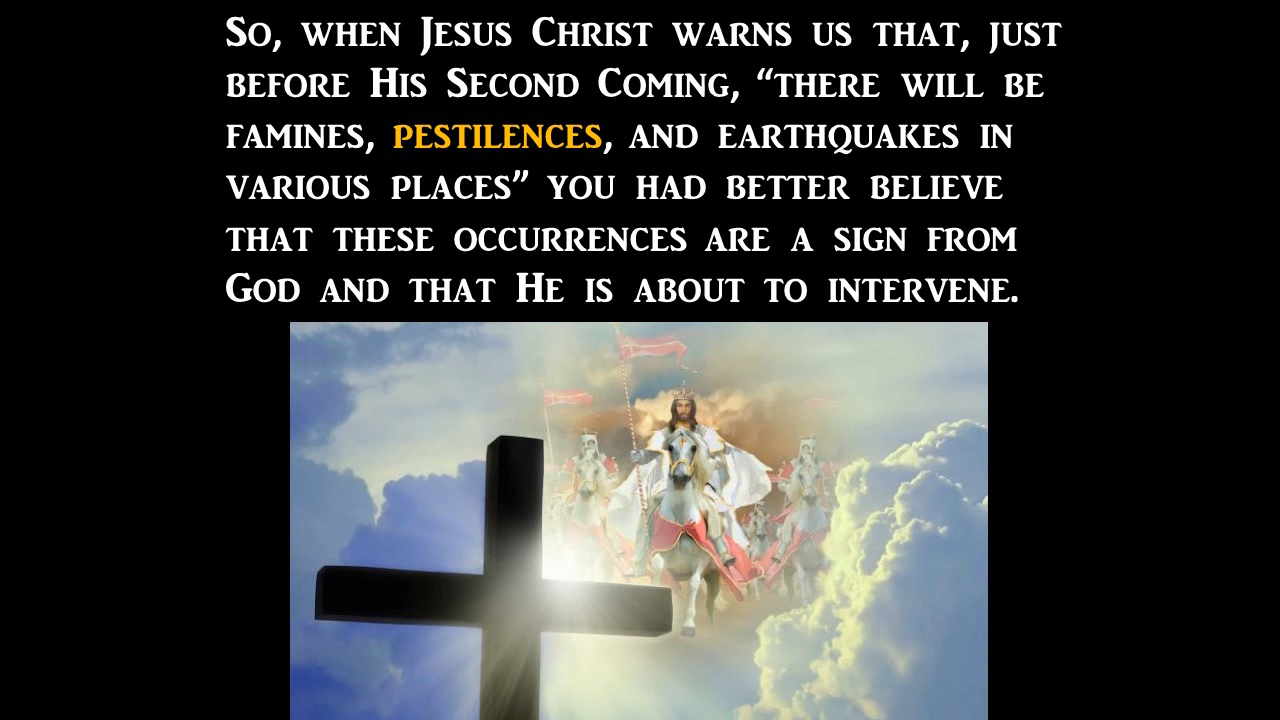 So, when Jesus Christ warns us that, just
before His Second Coming, “there will be
famines, pestilences, and earthquakes in
various places” you had better believe
that these occurrences are a sign from
God and that He is about to intervene.